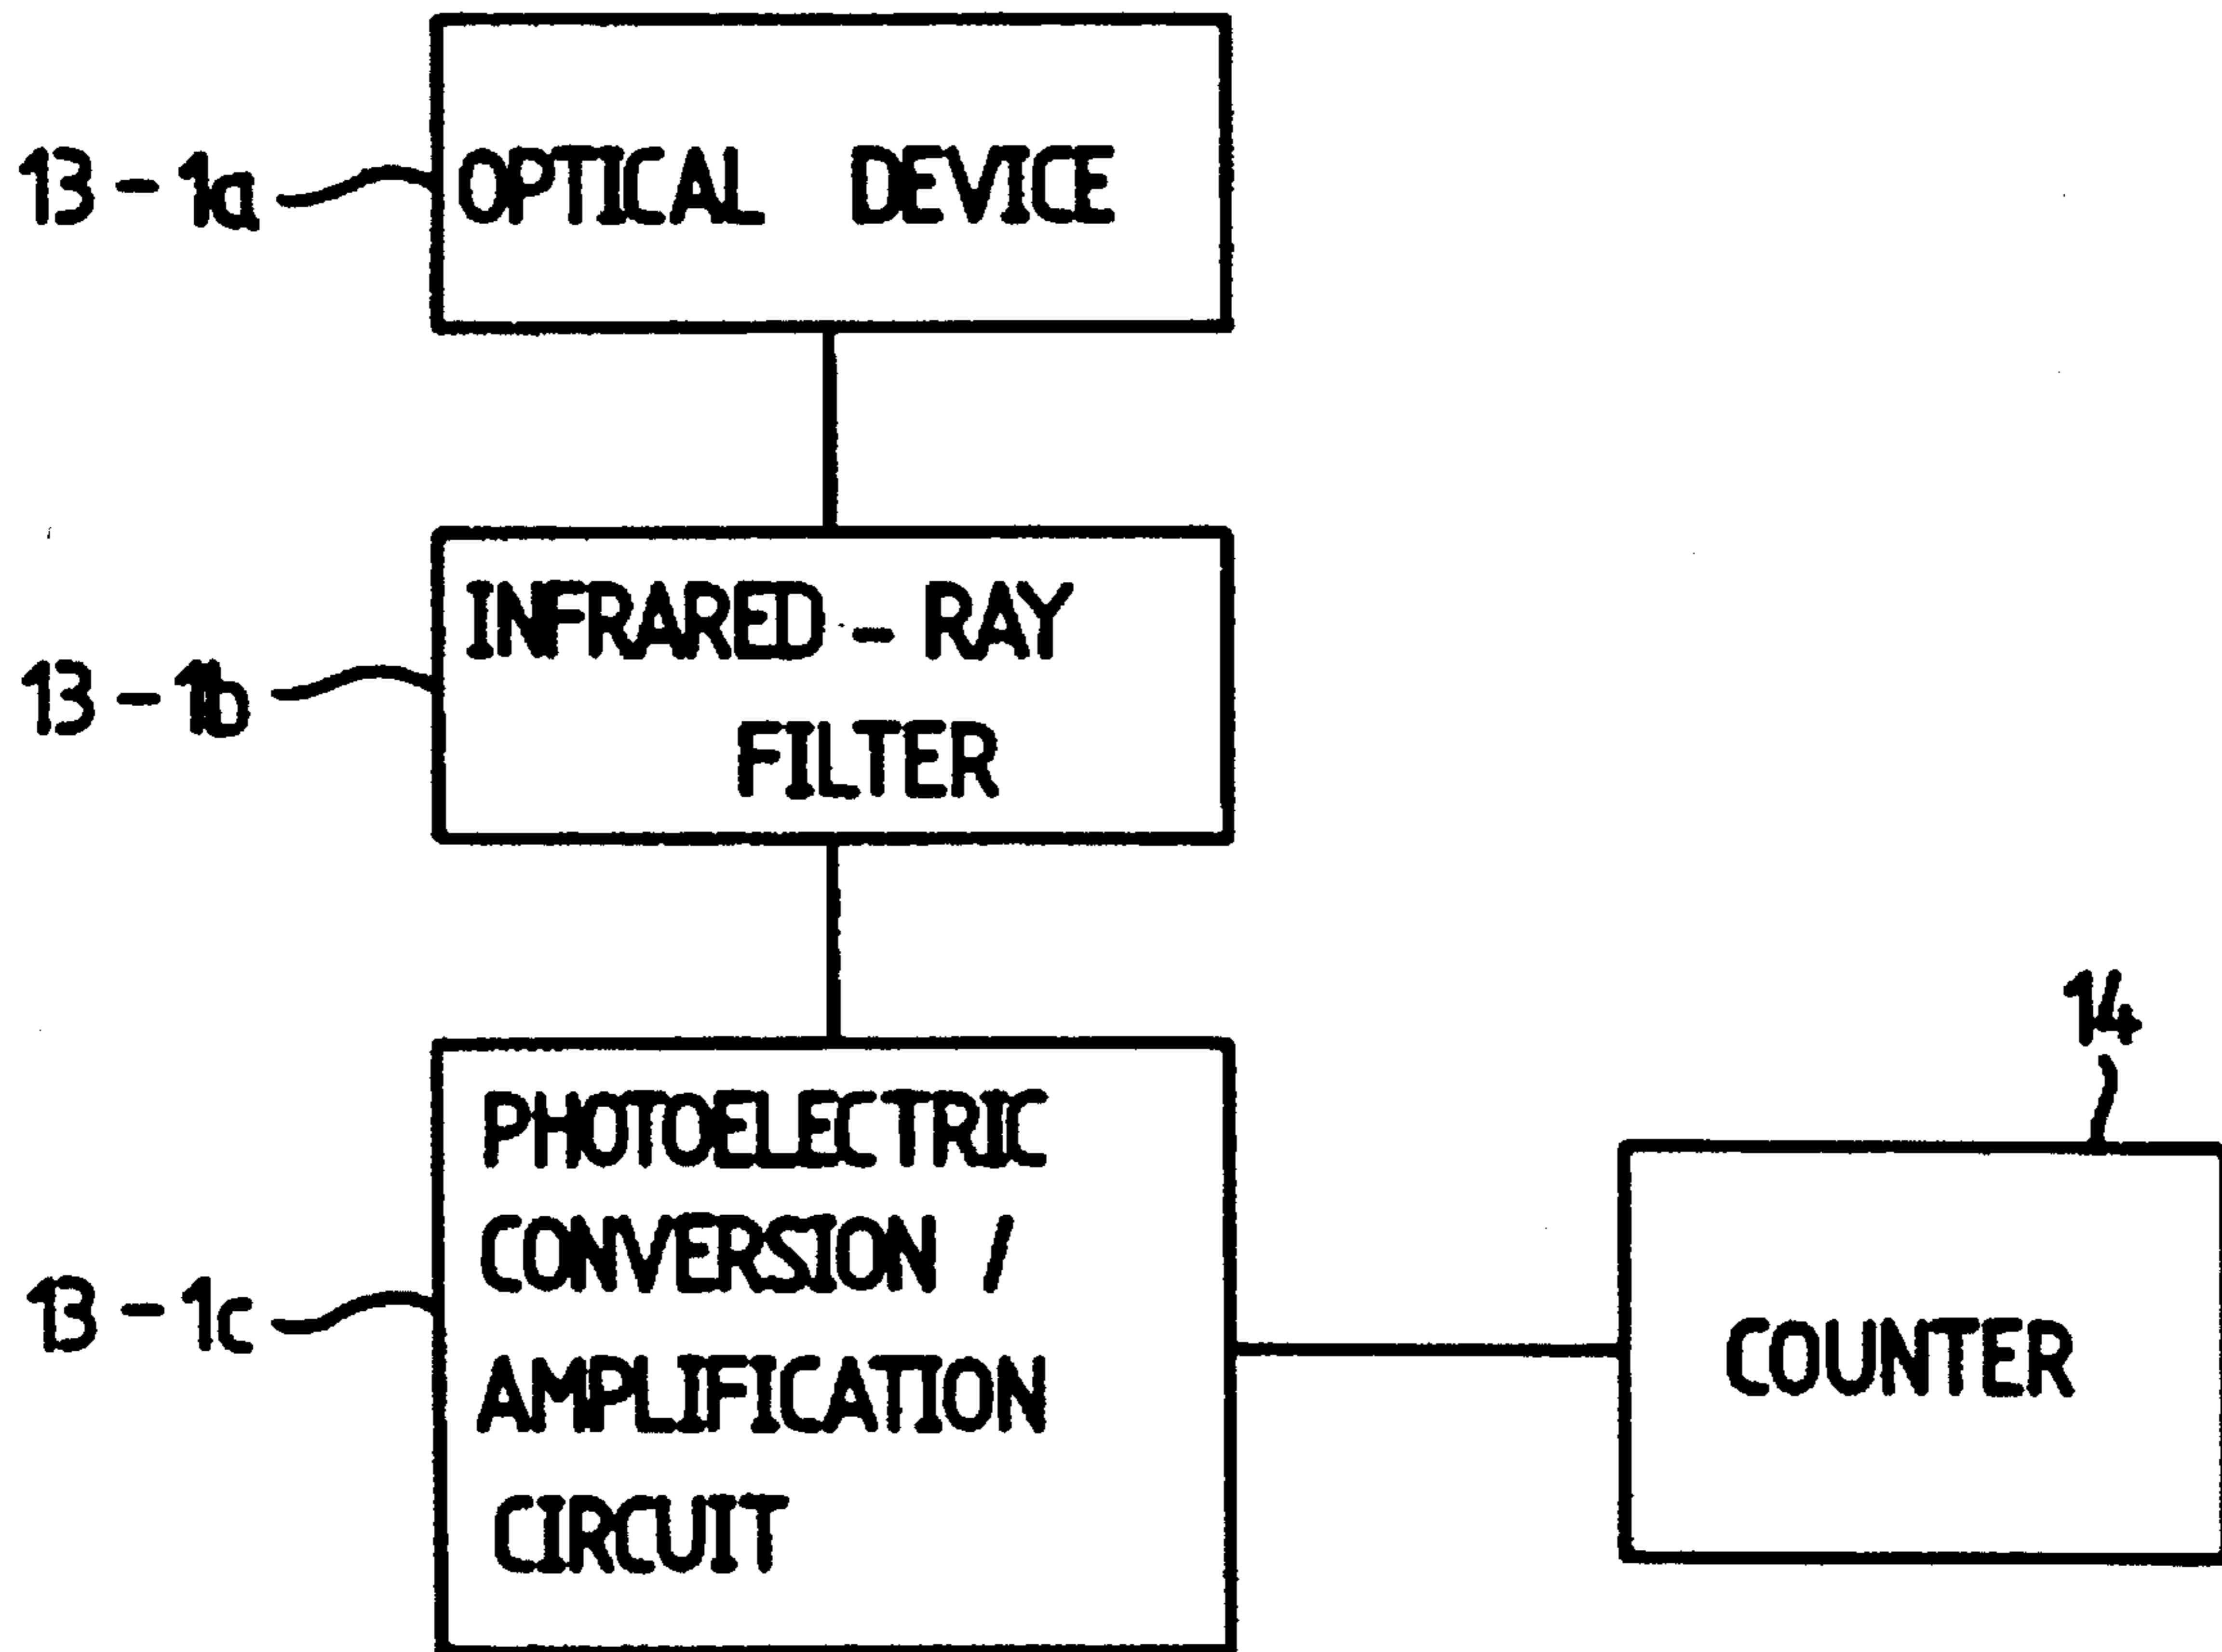 13-1a OPTICAL DEVICE
INFRARED-RAY
13-1b
FILTER
14
PHOTOELECTRIC
CONVERSION /
13-1c
AMPLIFICATION
CIRCUIT
COUNTER